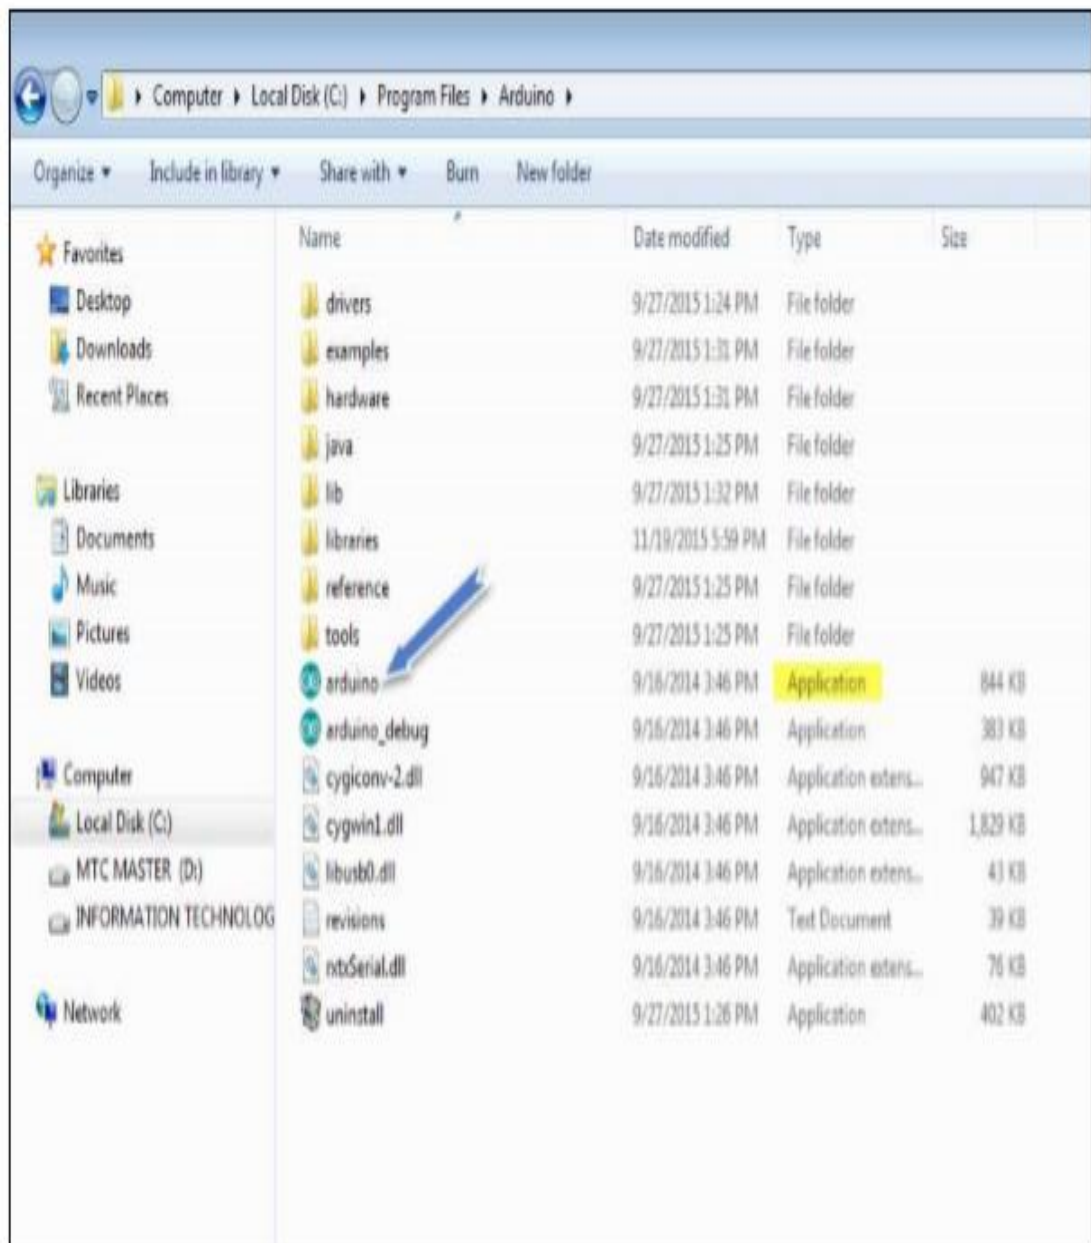 Computer Local Disk (C:) Program Files Arduino
Organize Include in library Share with Burn New folder
Favorites
Desktop
Downloads
Recent Places
Libraries
Documents
Music
Pictures
Videos
Computer
Local Disk (C:)
MTC MASTER (D:)
INFORMATION TECHNOLOG
Network
Name Date modified Type Size
drivers 9/27/2015 1:24 PM File folder
examples 9/27/2015 1:31 PM File folder
hardware 9/27/2015 1:31 PM File folder
java 9/27/2015 1:25 PM File folder
lib 9/27/2015 1:32 PM File folder
libraries 11/19/2015 5:59 PM File folder
reference 9/27/2015 1:25 PM File folder
tools 9/27/2015 1:25 PM File folder
arduino 9/16/2014 3:46 PM Application 844 KB
arduino_debug 9/16/2014 3:46 PM Application 383 KB
cygiconv-2.dll 9/16/2014 3:46 PM Application extens... 947 KB
cygwin1.dll 9/16/2014 3:46 PM Application extens... 1,829 KB
libusb0.dll 9/16/2014 3:46 PM Application extens... 43 KB
revisions 9/16/2014 3:46 PM Text Document 39 KB
rxtxSerial.dll 9/16/2014 3:46 PM Application extens... 76 KB
uninstall 9/27/2015 1:26 PM Application 402 KB